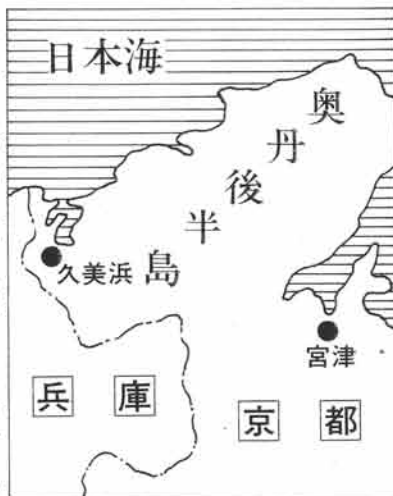 日本海
奥丹後半島
久美浜
宮津
兵庫
京都